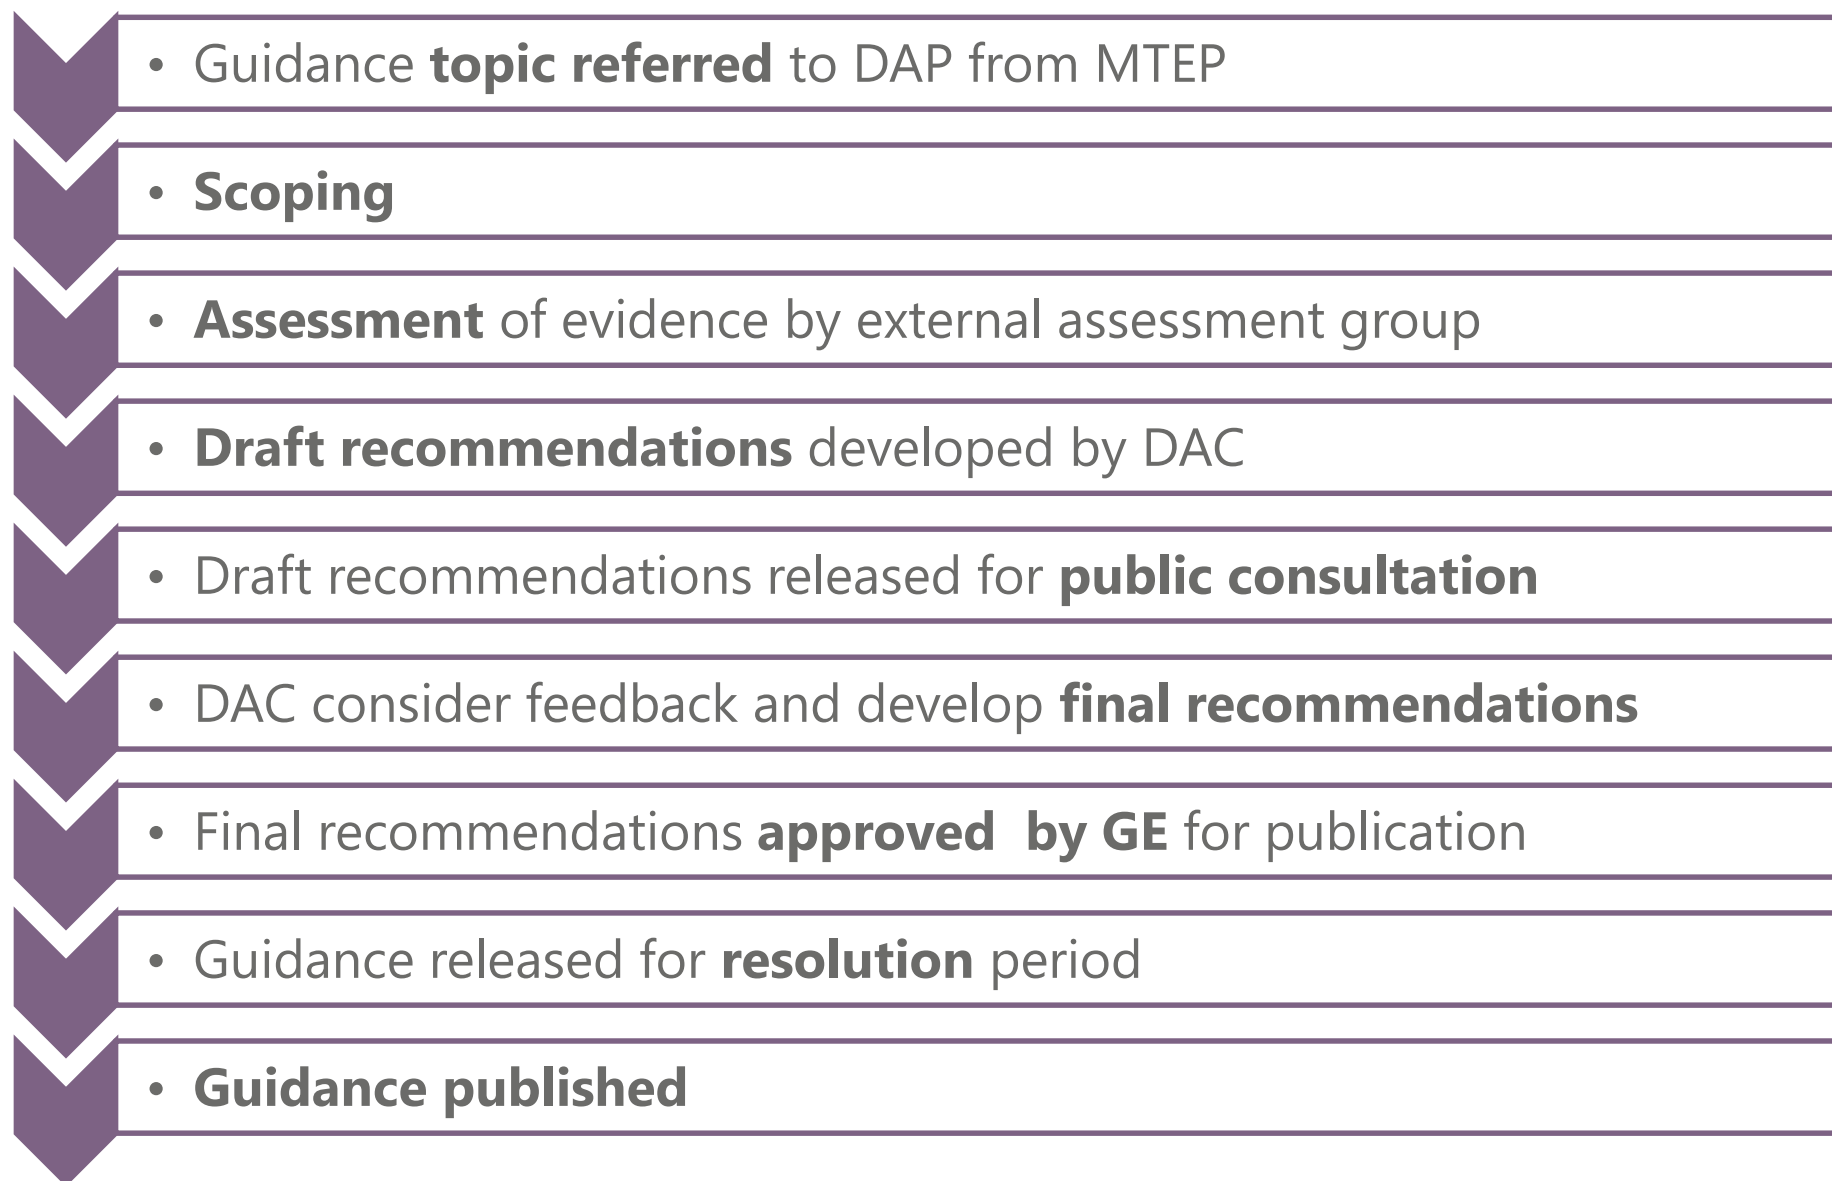 • Guidance topic referred to DAP from MTEP
• Scoping
• Assessment of evidence by external assessment group
• Draft recommendations developed by DAC
• Draft recommendations released for public consultation
• DAC consider feedback and develop final recommendations
• Final recommendations approved  by GE for publication
• Guidance released for resolution period
• Guidance published